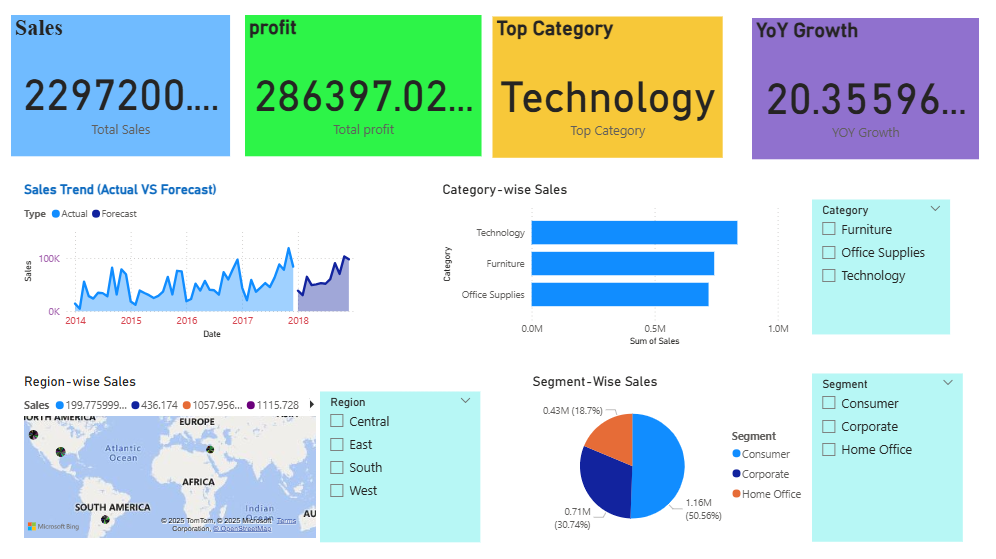 Sales
2297200....
Total Sales
profit
286397.02...
Total profit
Top Category
Technology
Top Category
YoY Growth
20.35596...
YOY Growth
Sales Trend (Actual VS Forecast)
Type Actual Forecast
Sales
100K
0K
2014 2015 2016 2017 2018
Date
Category-wise Sales
Category
Technology
Furniture
Office Supplies
0.0M 0.5M 1.0M
Sum of Sales
Category
Furniture
Office Supplies
Technology
Region-wise Sales
Sales 199.775999... 436.174 1057.956... 1115.728
NORTH AMERICA
EUROPE
Atlantic
Ocean
AFRICA
SOUTH AMERICA
Indian
AU
Microsoft Bing
© 2025 TomTom, © 2025 Microsoft Terms
Corporation, © OpenStreetMap
Region
Central
East
South
West
Segment-Wise Sales
0.43M (18.7%)
0.71M
(30.74%)
1.16M
(50.56%)
Segment
Consumer
Corporate
Home Office
Segment
Consumer
Corporate
Home Office